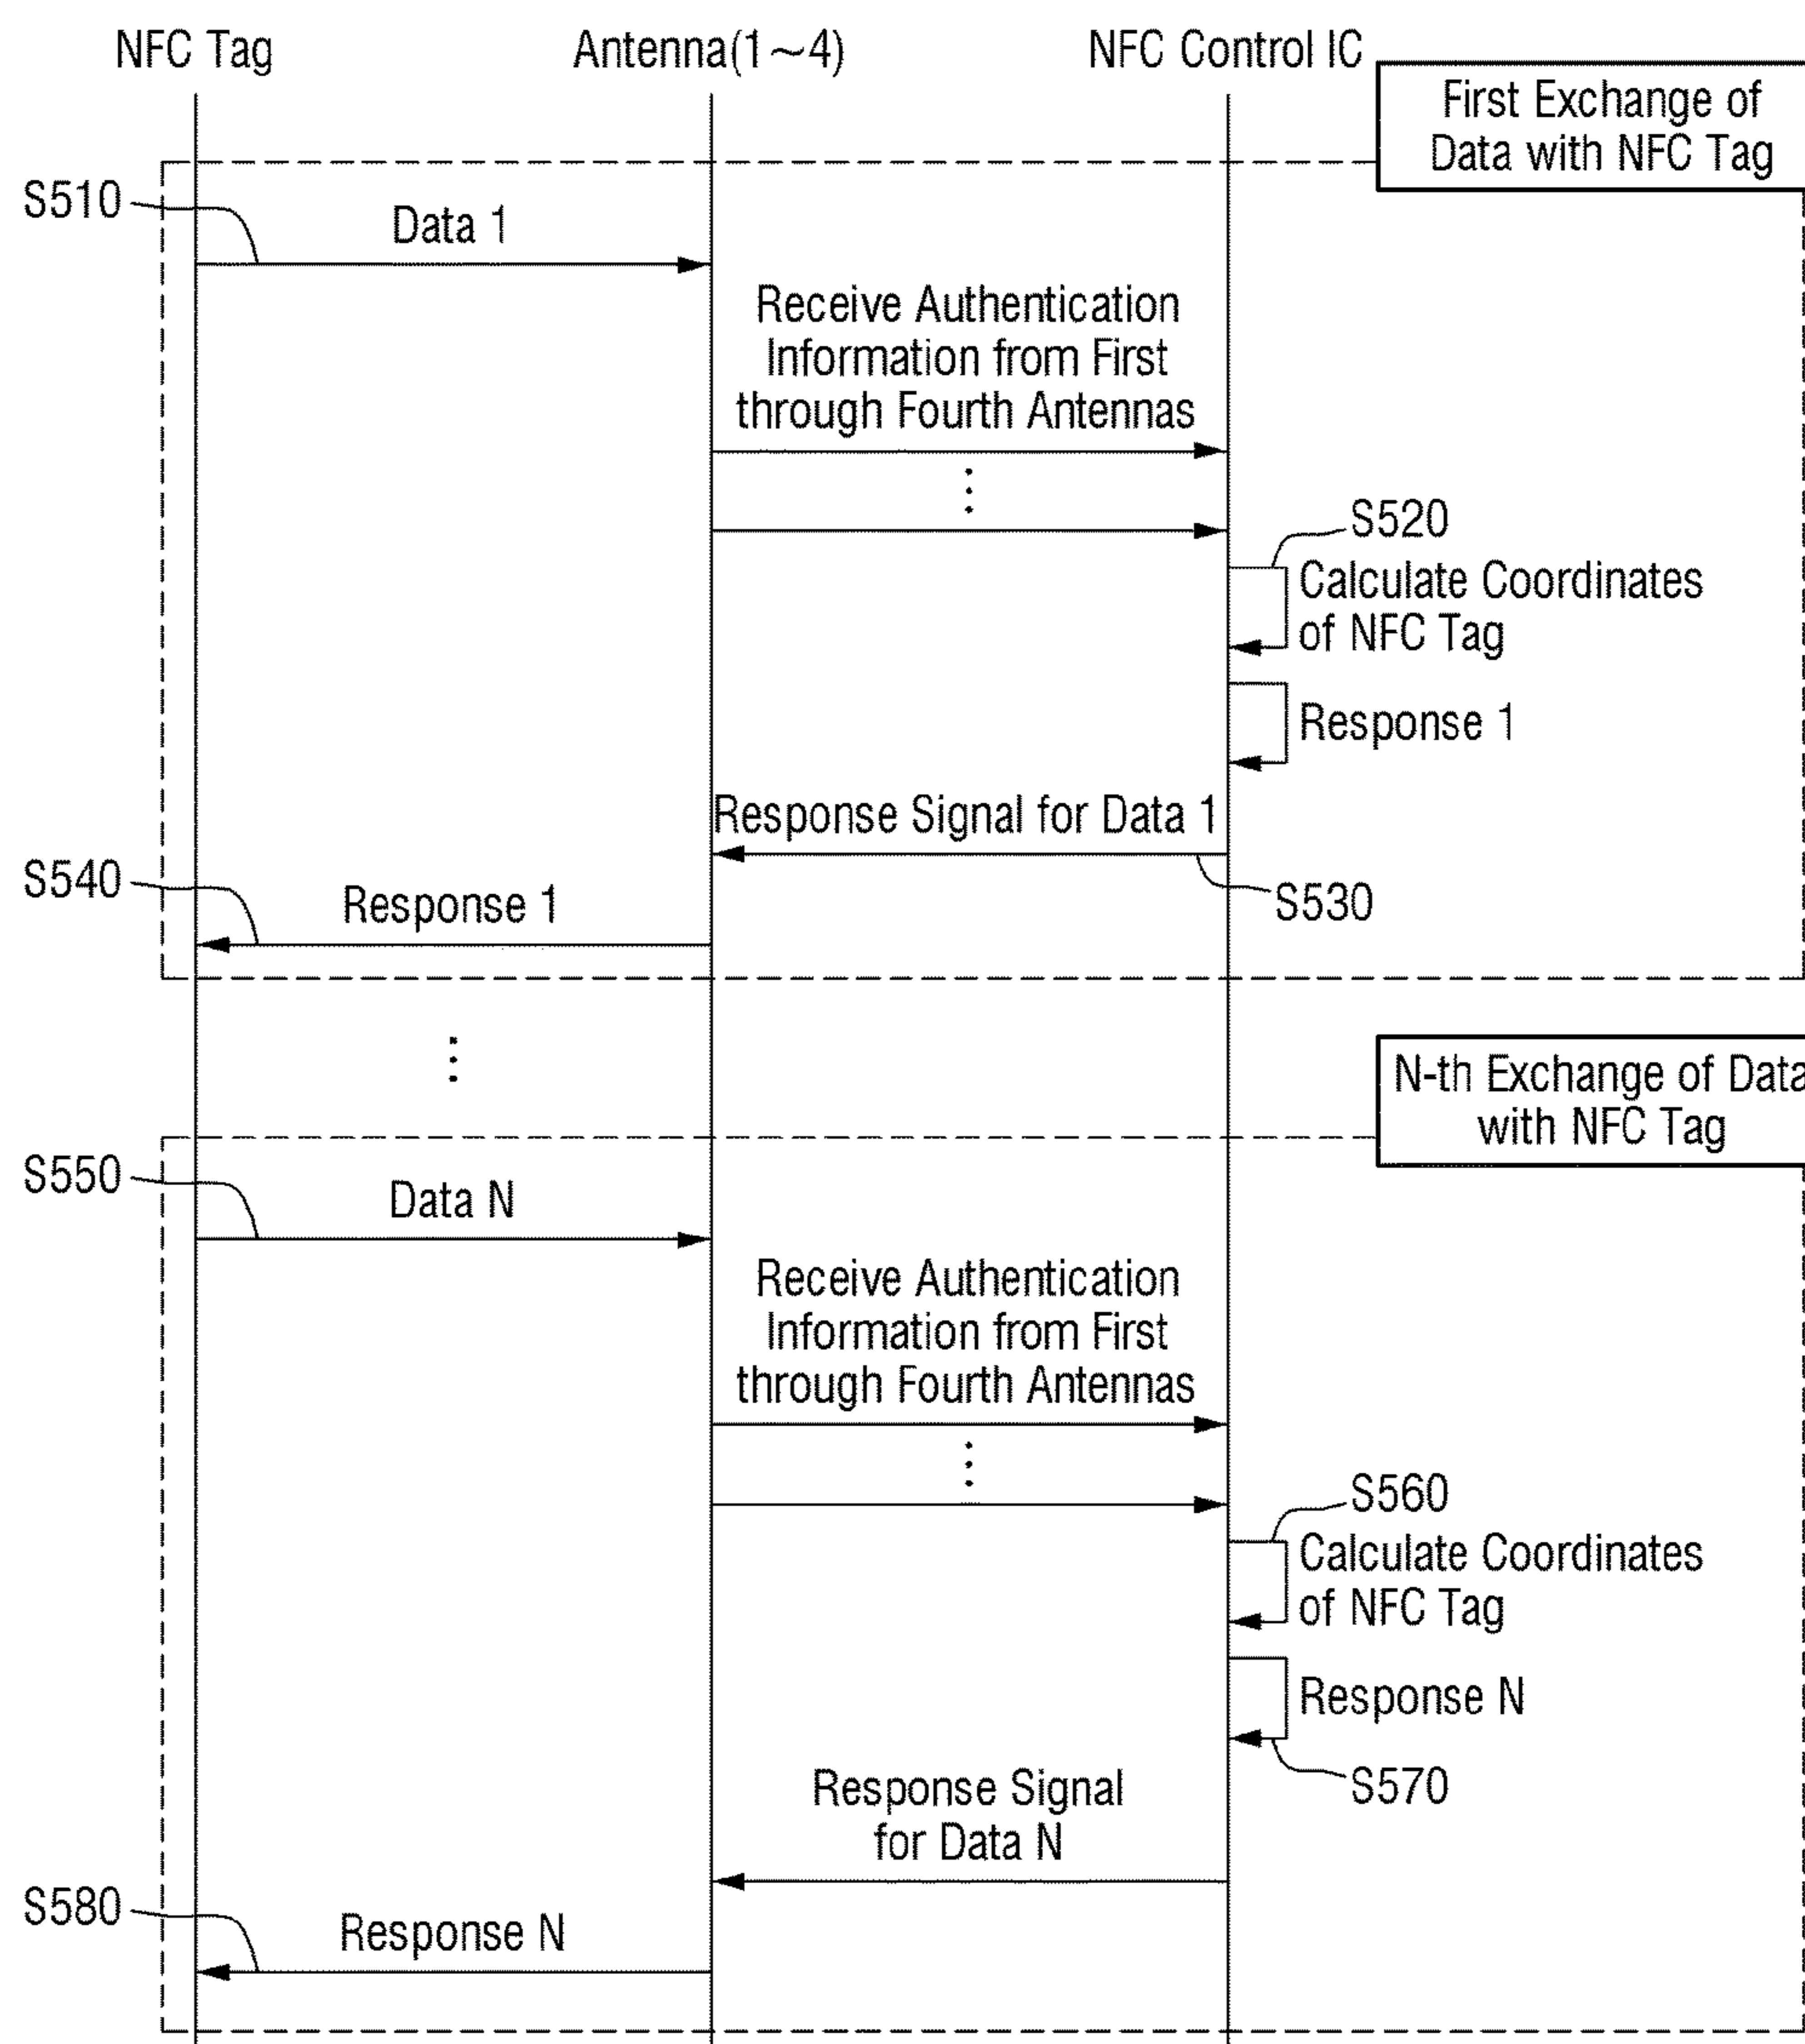 NFC Tag
Antenna(1~4)
NFC Control IC
First Exchange of
Data with NFC Tag
S510
Data 1
Receive Authentication
Information from First
through Fourth Antennas
S520
Calculate Coordinates
of NFC Tag
Response 1
Response Signal for Data 1
S540
S530
Response 1
N-th Exchange of Data
with NFC Tag
S550
Data N
Receive Authentication
Information from First
through Fourth Antennas
S560
Calculate Coordinates
of NFC Tag
Response N
S570
Response Signal
for Data N
S580
Response N